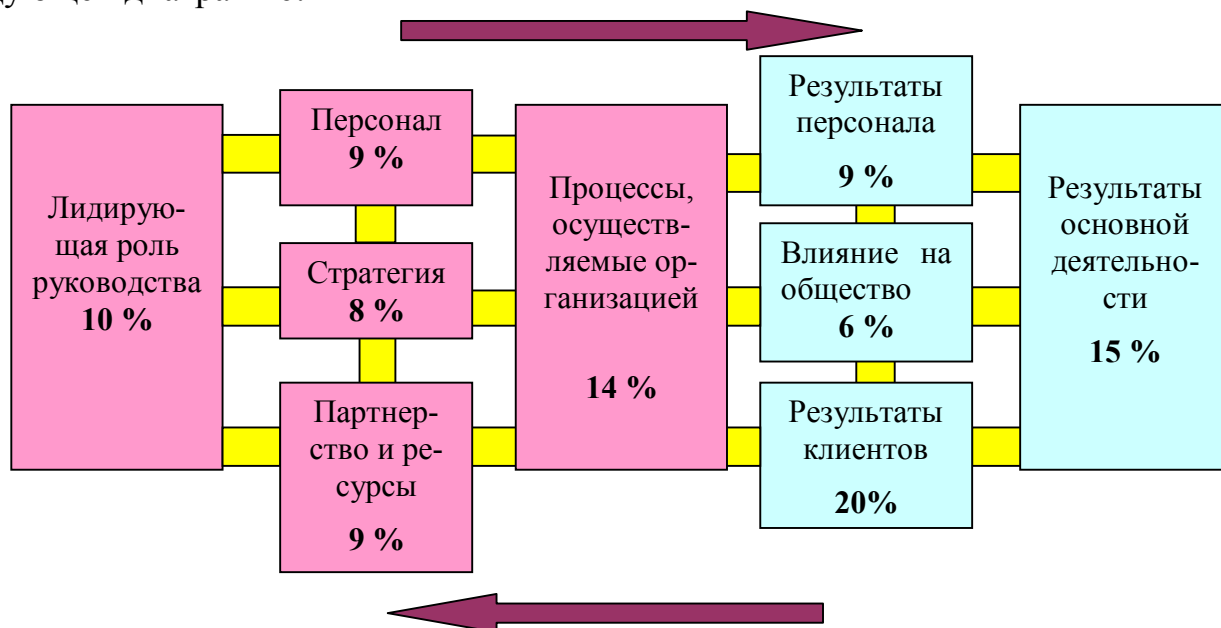 Лидирую-
щая роль
руководства
10 %
Персонал
9 %
Стратегия
8 %
Партнер-
ство и ре-
сурсы
9 %
Процессы,
осуществ-
ляемые ор-
ганизацией
14 %
Результаты
персонала
9 %
Влияние на
общество
6 %
Результаты
клиентов
20%
Результаты
основной
деятельно-
сти
15 %